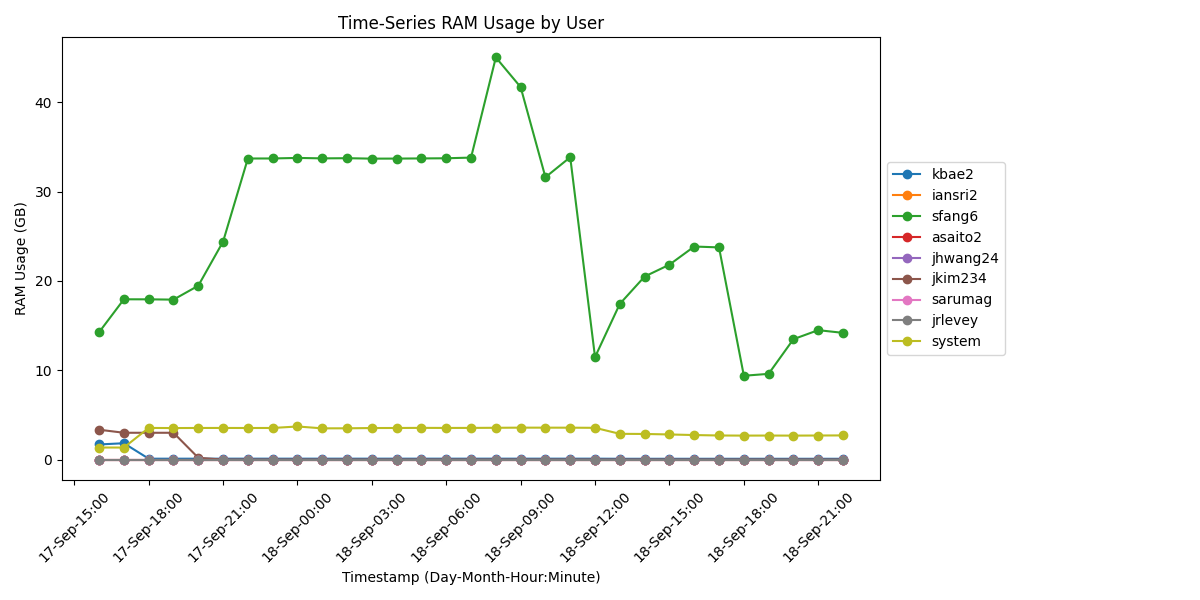 Time-Series RAM Usage by User
RAM Usage (GB)
40
30
20
10
0
17-Sep-15:00
17-Sep-18:00
17-Sep-21:00
18-Sep-00:00
18-Sep-03:00
18-Sep-06:00
18-Sep-09:00
18-Sep-12:00
18-Sep-15:00
18-Sep-18:00
18-Sep-21:00
Timestamp (Day-Month-Hour:Minute)
kbae2
iansri2
sfang6
asaito2
jhwang24
jkim234
sarumag
jrlevey
system